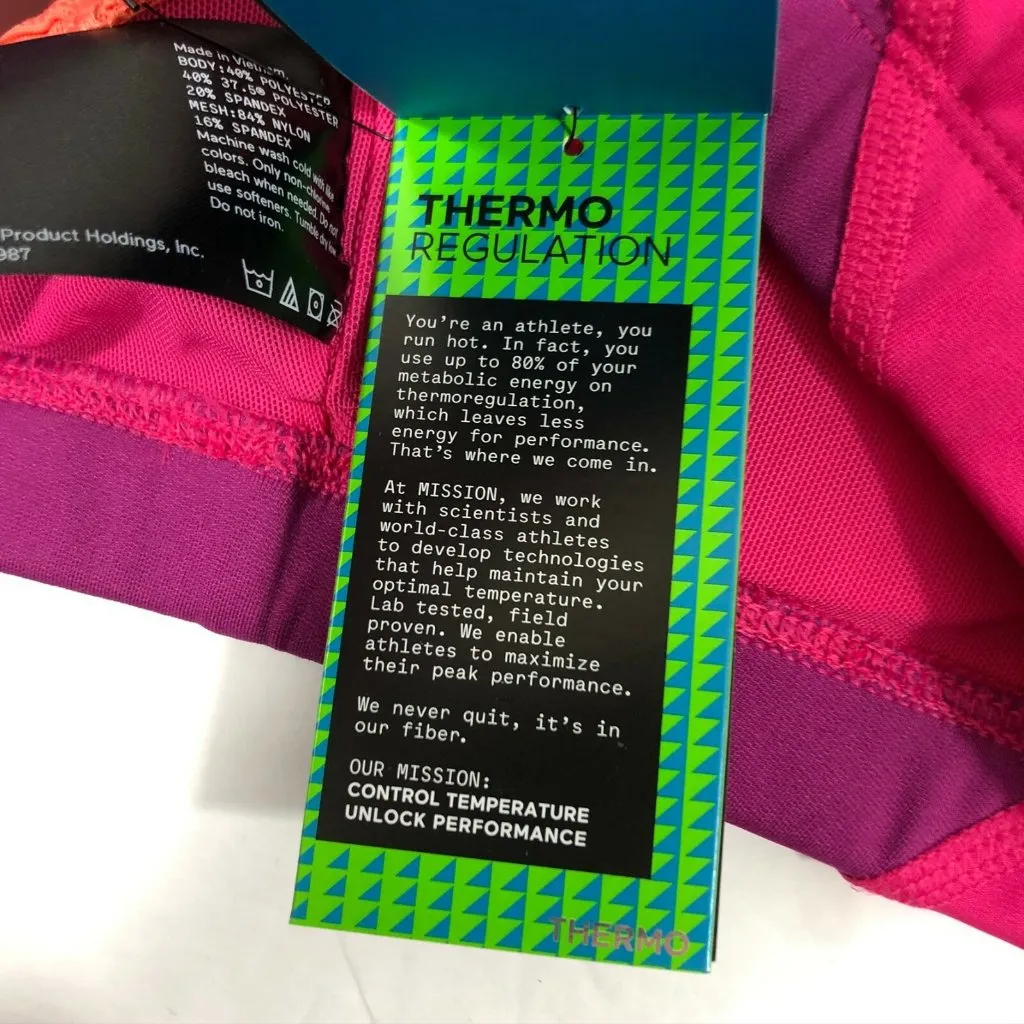 Made in Vietnam.
BODY:40% POLYESTER
40% 37.5® POLYESTER
20% SPANDEX
MESH:84% NYLON
16% SPANDEX
Machine wash cold with like
colors. Only non-chlorine
bleach when needed. Do not
use softeners. Tumble dry low.
Do not iron.
Product Holdings, Inc.
987
THERMO
REGULATION
You're an athlete, you
run hot. In fact, you
use up to 80% of your
metabolic energy on
thermoregulation,
which leaves less
energy for performance.
That's where we come in.
At MISSION, we work
with scientists and
world-class athletes
to develop technologies
that help maintain your
optimal temperature.
Lab tested, field
proven. We enable
athletes to maximize
their peak performance.
We never quit, it's in
our fiber.
OUR MISSION:
CONTROL TEMPERATURE
UNLOCK PERFORMANCE
THERMO